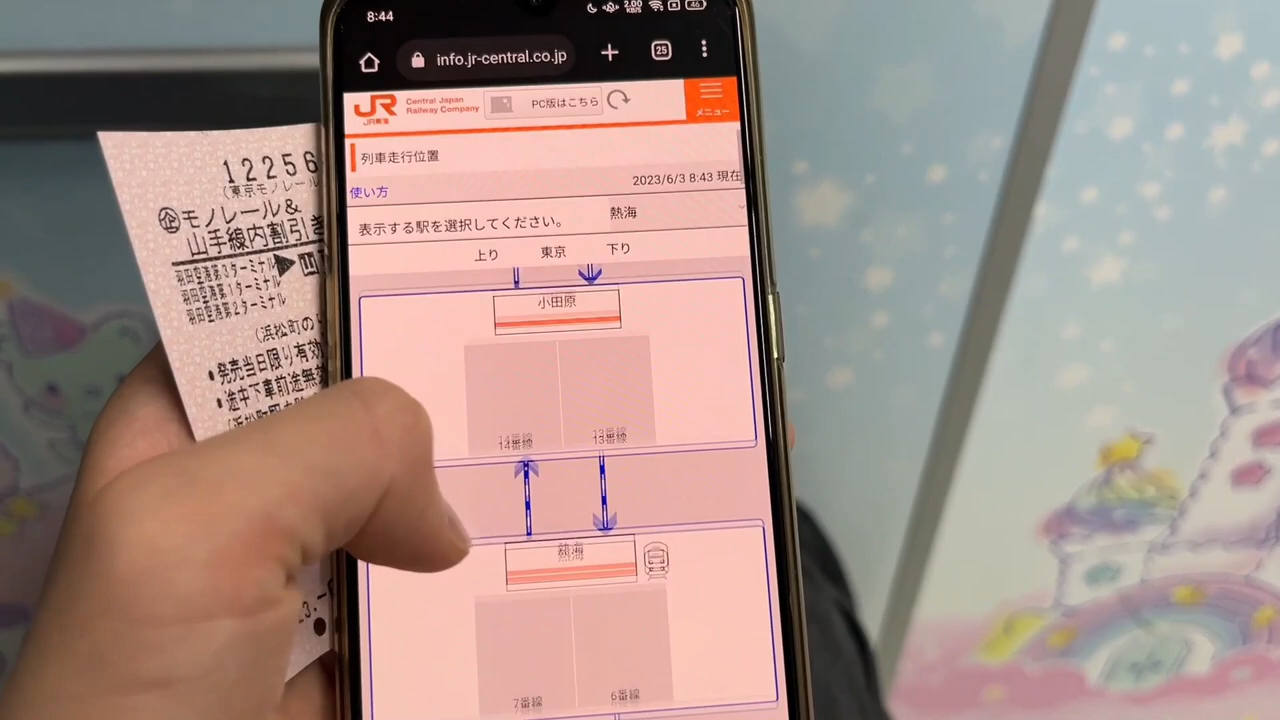 8:44
2.00
KB/S
46
info.jr-central.co.jp
25
JR
JR東海
Central Japan
Railway Company
PC版はこちら
メニュー
列車走行位置
使い方
2023/6/3 8:43 現在
表示する駅を選択してください。
熱海
上り
東京
下り
小田原
14番線
13番線
熱海
7番線
6番線
12256
(東京モノレール
企モノレール&
山手線内割引き
羽田空港第3ターミナル
羽田空港第1ターミナル
羽田空港第2ターミナル
▶山
(浜松町の
・発売当日限り有効
・途中下車前途無効